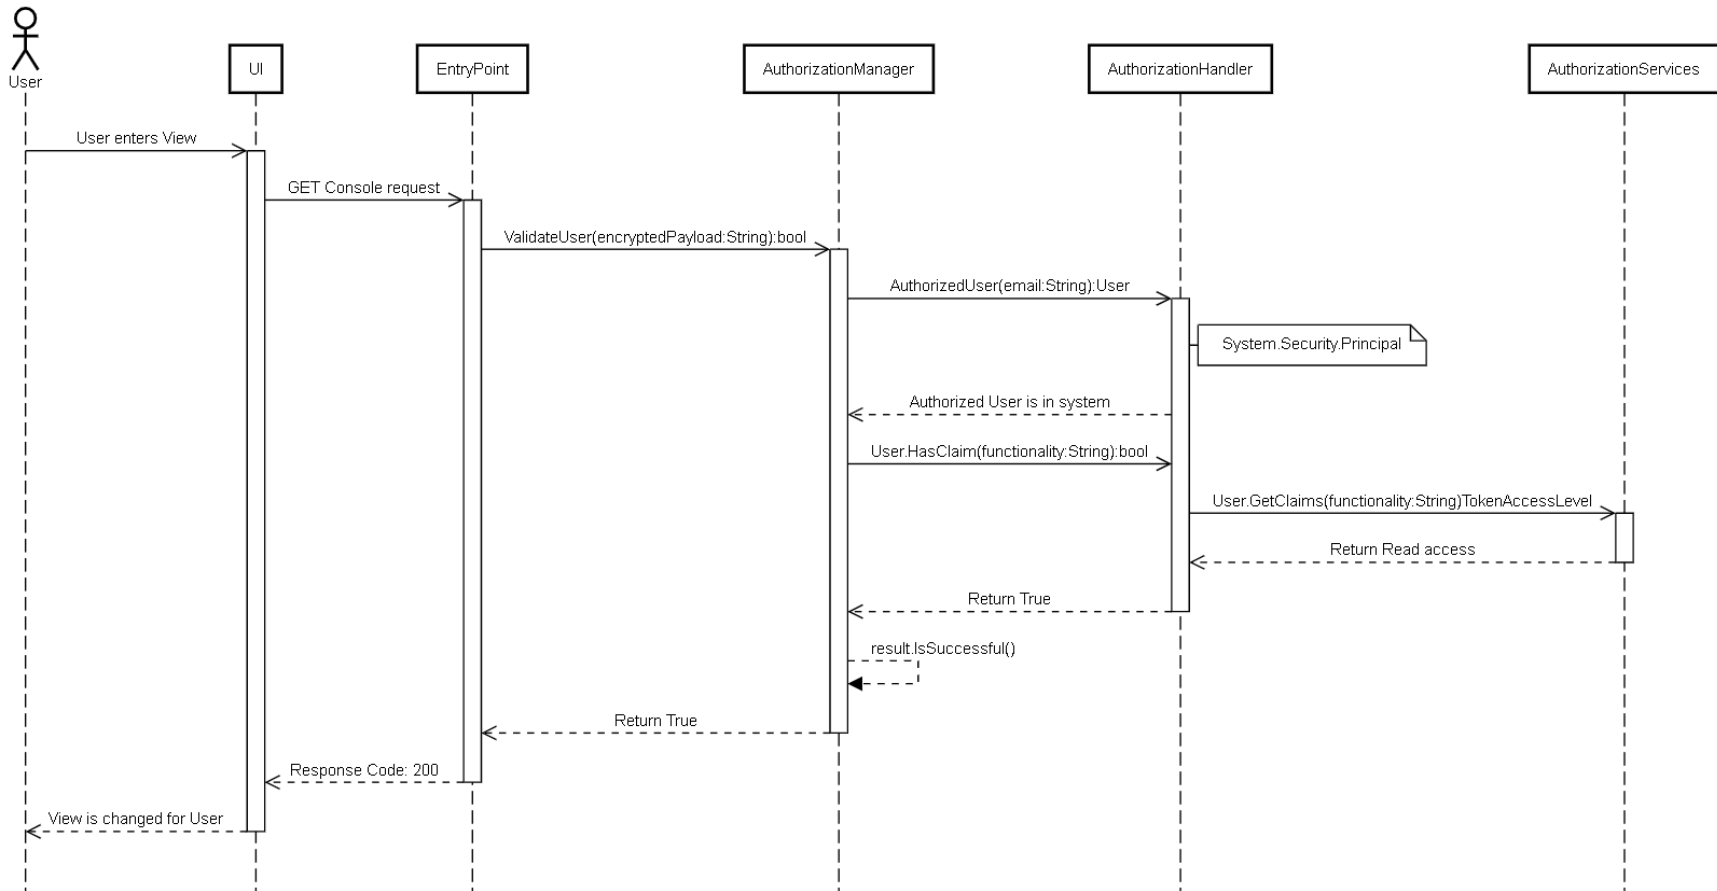 User
UI
EntryPoint
AuthorizationManager
AuthorizationHandler
AuthorizationServices
User enters View
GET Console request
ValidateUser(encryptedPayload:String):bool
AuthorizedUser(email:String):User
System.Security.Principal
Authorized User is in system
User.HasClaim(functionality:String):bool
User.GetClaims(functionality:String)TokenAccessLevel
Return Read access
Return True
result.IsSuccessful()
Return True
Response Code: 200
View is changed for User